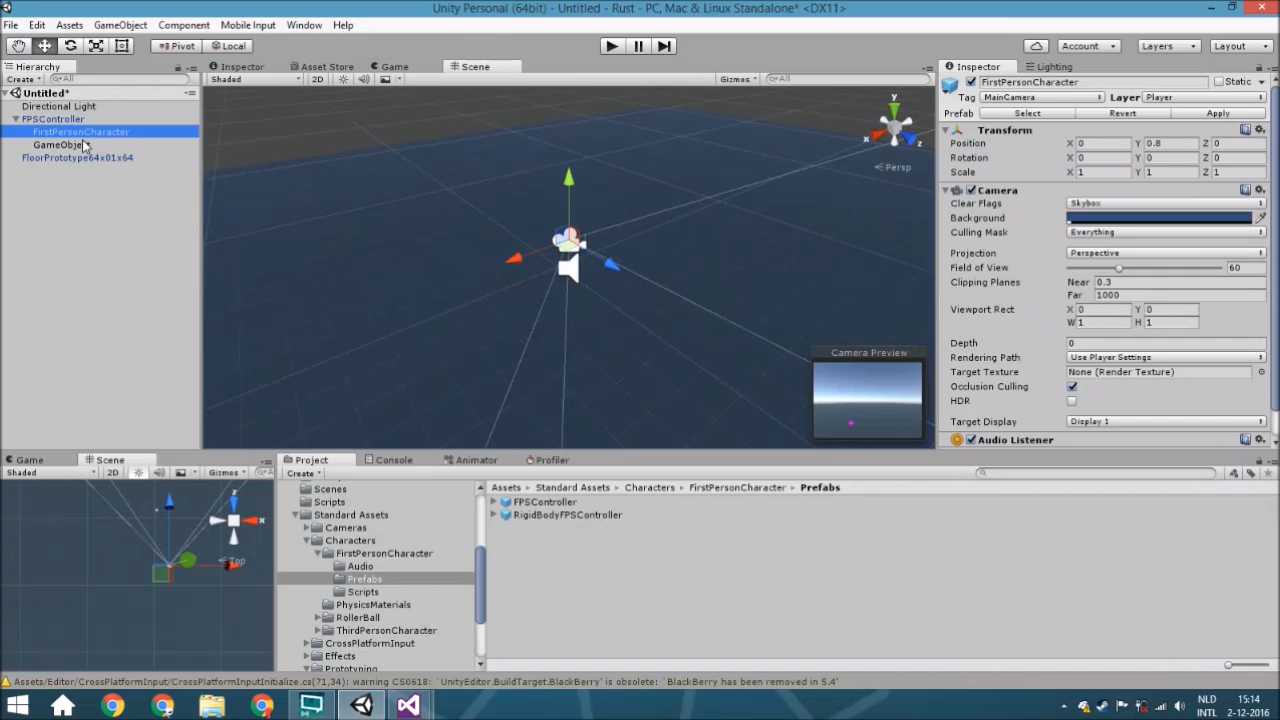 Unity Personal (64bit) - Untitled - Rust - PC, Mac & Linux Standalone* <DX11>
File Edit Assets GameObject Component Mobile Input Window Help
Pivot Local Account Layers Layout
Hierarchy Inspector Asset Store Game Scene Inspector Lighting
Create All Shaded 2D Gizmos All FirstPersonCharacter Static
Untitled*
Tag MainCamera Layer Player
Directional Light
Prefab Select Revert Apply
FPSController
FirstPersonCharacter
GameObject
FloorPrototype64x01x64
y
x
z
Persp
Transform
Position X 0 Y 0.8 Z 0
Rotation X 0 Y 0 Z 0
Scale X 1 Y 1 Z 1
Camera
Clear Flags Skybox
Background
Culling Mask Everything
Projection Perspective
Field of View 60
Clipping Planes Near 0.3
Far 1000
Viewport Rect X 0 Y 0
W 1 H 1
Depth 0
Rendering Path Use Player Settings
Target Texture None (Render Texture)
Occlusion Culling
HDR
Target Display Display 1
Audio Listener
Camera Preview
Game Scene Project Console Animator Profiler
Shaded 2D Gizmos Create
z
x
Top
Scenes
Scripts
Standard Assets
Cameras
Characters
FirstPersonCharacter
Audio
Prefabs
Scripts
PhysicsMaterials
RollerBall
ThirdPersonCharacter
CrossPlatformInput
Effects
Prototyping
Assets Standard Assets Characters FirstPersonCharacter Prefabs
FPSController
RigidBodyFPSController
Assets/Editor/CrossPlatformInput/CrossPlatformInputInitialize.cs(71,34): warning CS0618: `UnityEditor.BuildTarget.BlackBerry' is obsolete: `BlackBerry has been removed in 5.4'
NLD 15:14
INTL 2-12-2016